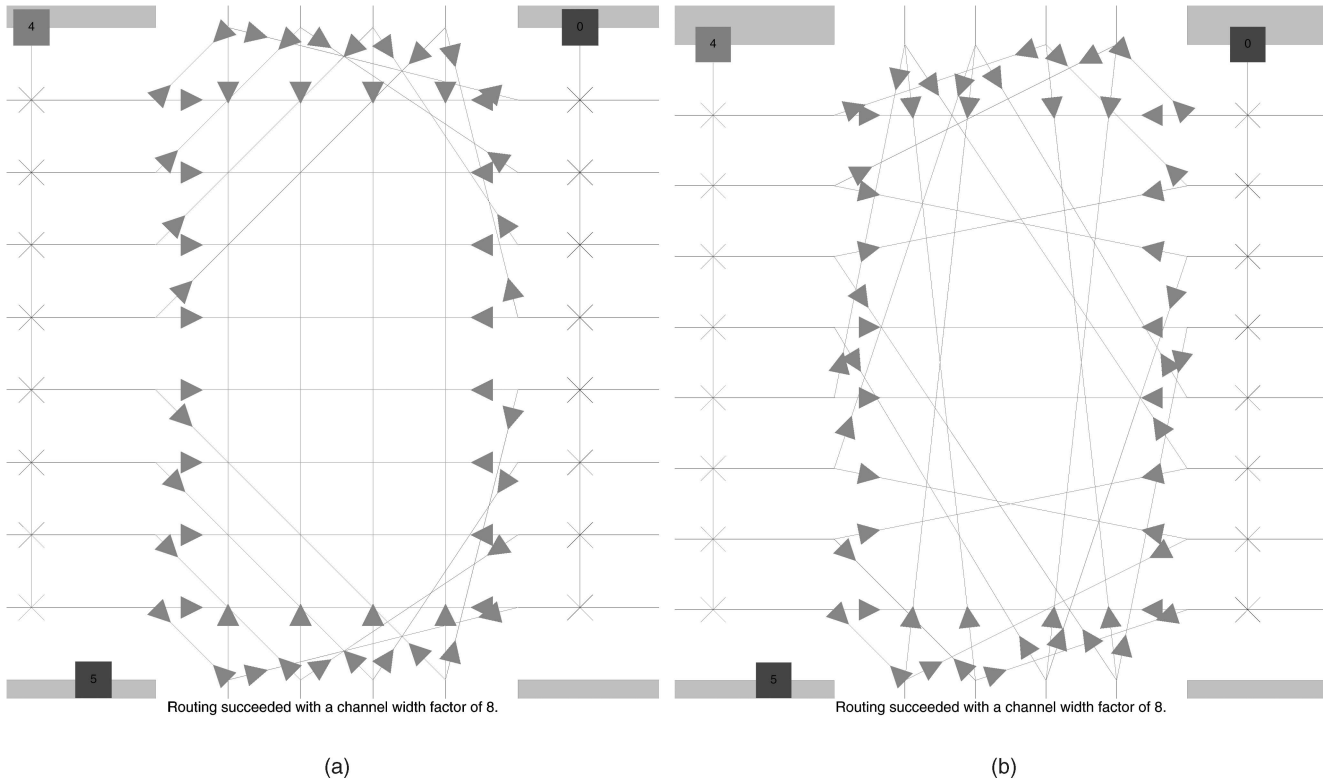 4
0
5
Routing succeeded with a channel width factor of 8.
(a)
4
0
5
Routing succeeded with a channel width factor of 8.
(b)